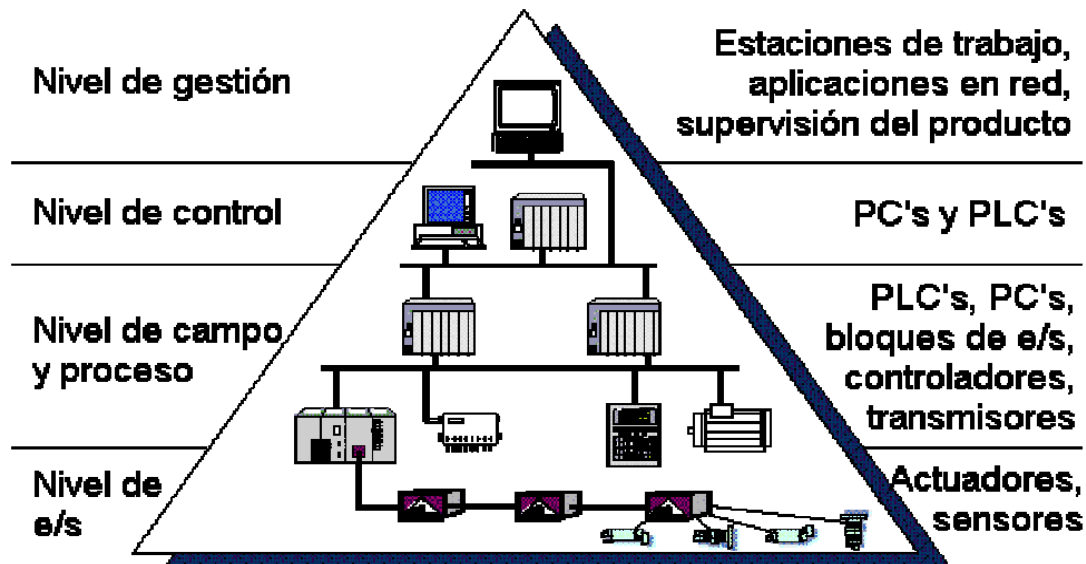 Nivel de gestión
Estaciones de trabajo,
aplicaciones en red,
supervisión del producto
Nivel de control
PC's y PLC's
Nivel de campo
y proceso
PLC's, PC's,
bloques de e/s,
controladores,
transmisores
Nivel de
e/s
Actuadores,
sensores